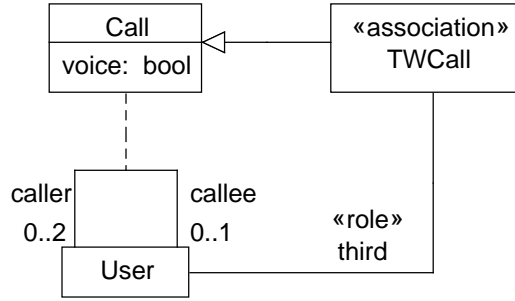 Call
voice: bool
«association»
TWCall
caller
callee
0..2
0..1
«role»
third
User